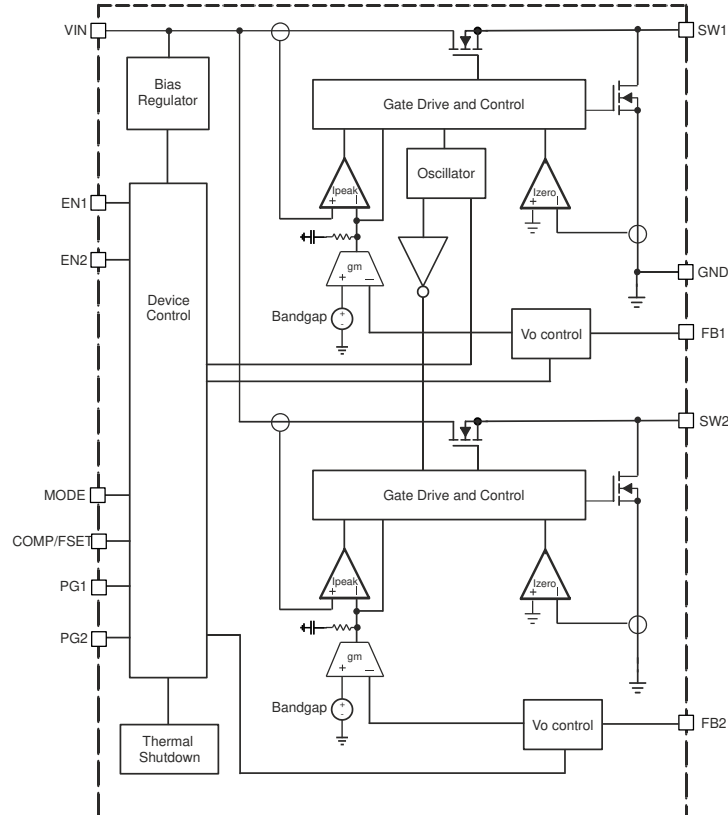 VIN
SW1
Bias
Regulator
Gate Drive and Control
Oscillator
Ipeak
+ −
Izero
+ −
EN1
EN2
gm
+ −
Device
Control
GND
Bandgap
+
-
Vo control
FB1
SW2
MODE
Gate Drive and Control
COMP/FSET
Ipeak
+ −
Izero
+ −
PG1
PG2
gm
+ −
Bandgap
+
-
Vo control
FB2
Thermal
Shutdown